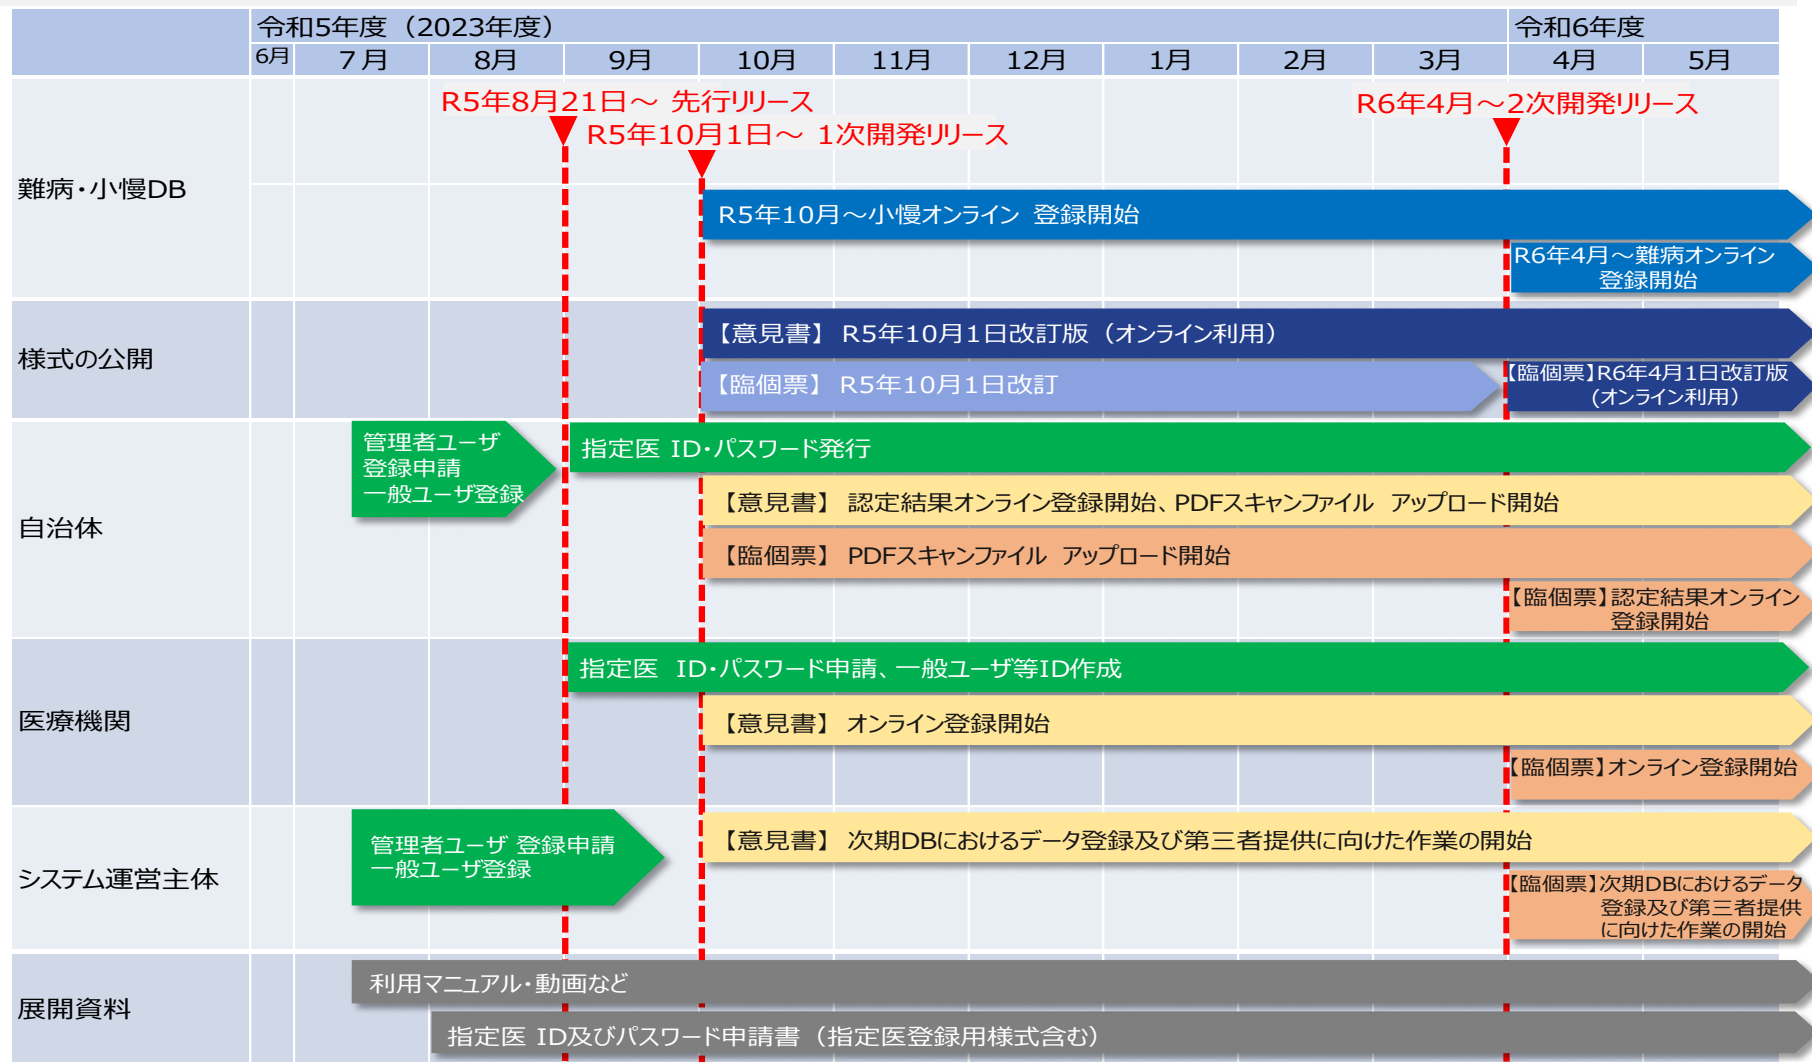 令和5年度（2023年度）
令和6年度
6月
7月
8月
9月
10月
11月
12月
1月
2月
3月
4月
5月
難病・小慢DB
R5年8月21日～ 先行リリース
R5年10月1日～ 1次開発リリース
R6年4月～2次開発リリース
R5年10月～小慢オンライン 登録開始
R6年4月～難病オンライン
登録開始
様式の公開
【意見書】 R5年10月1日改訂版（オンライン利用）
【臨個票】 R5年10月1日改訂
【臨個票】R6年4月1日改訂版
(オンライン利用）
自治体
管理者ユーザ
登録申請
一般ユーザ登録
指定医 ID・パスワード発行
【意見書】 認定結果オンライン登録開始、PDFスキャンファイル アップロード開始
【臨個票】 PDFスキャンファイル アップロード開始
【臨個票】認定結果オンライン
登録開始
医療機関
指定医 ID・パスワード申請、一般ユーザ等ID作成
【意見書】 オンライン登録開始
【臨個票】オンライン登録開始
システム運営主体
管理者ユーザ 登録申請
一般ユーザ登録
【意見書】 次期DBにおけるデータ登録及び第三者提供に向けた作業の開始
【臨個票】次期DBにおけるデータ
登録及び第三者提供
に向けた作業の開始
展開資料
利用マニュアル・動画など
指定医 ID及びパスワード申請書（指定医登録用様式含む）